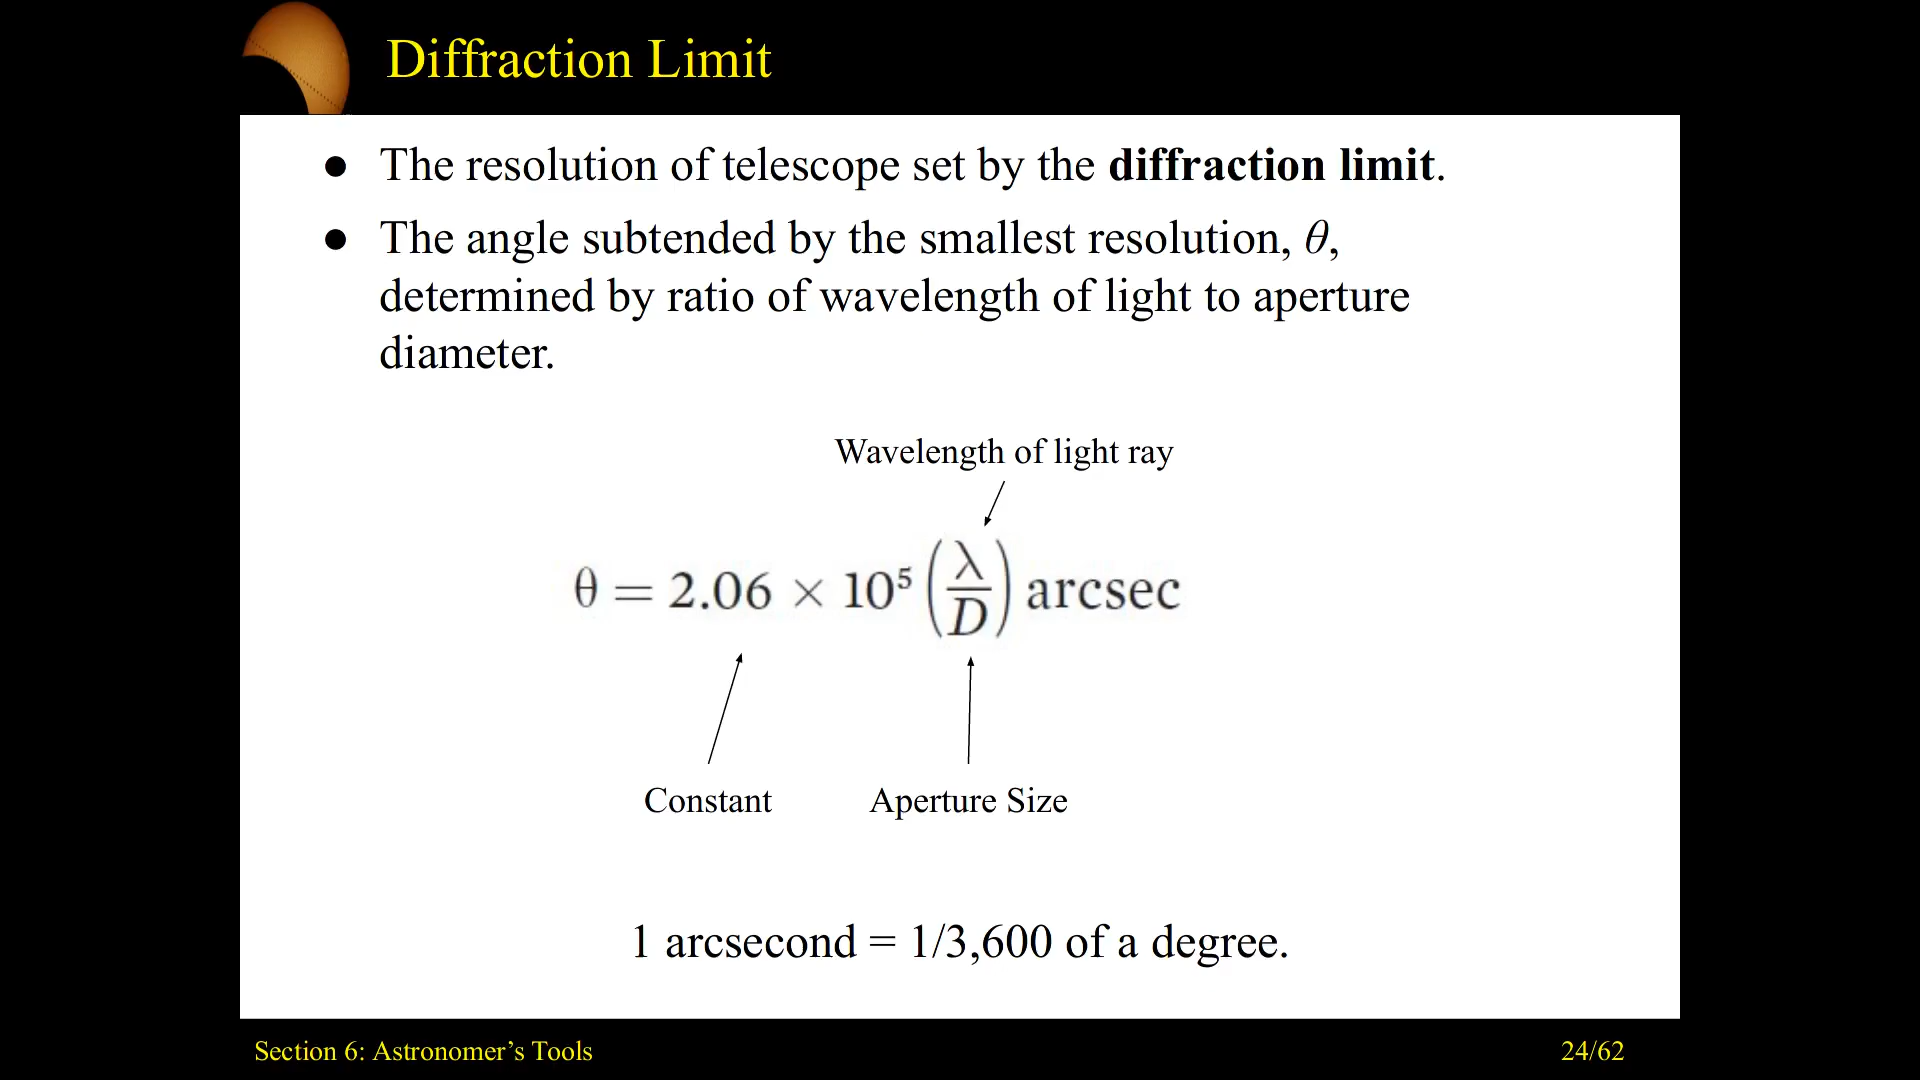 Diffraction Limit
● The resolution of telescope set by the diffraction limit.
● The angle subtended by the smallest resolution, θ,
determined by ratio of wavelength of light to aperture
diameter.
Wavelength of light ray
θ = 2.06 × 10⁵ (λ/D) arcsec
Constant
Aperture Size
1 arcsecond = 1/3,600 of a degree.
Section 6: Astronomer’s Tools
24/62